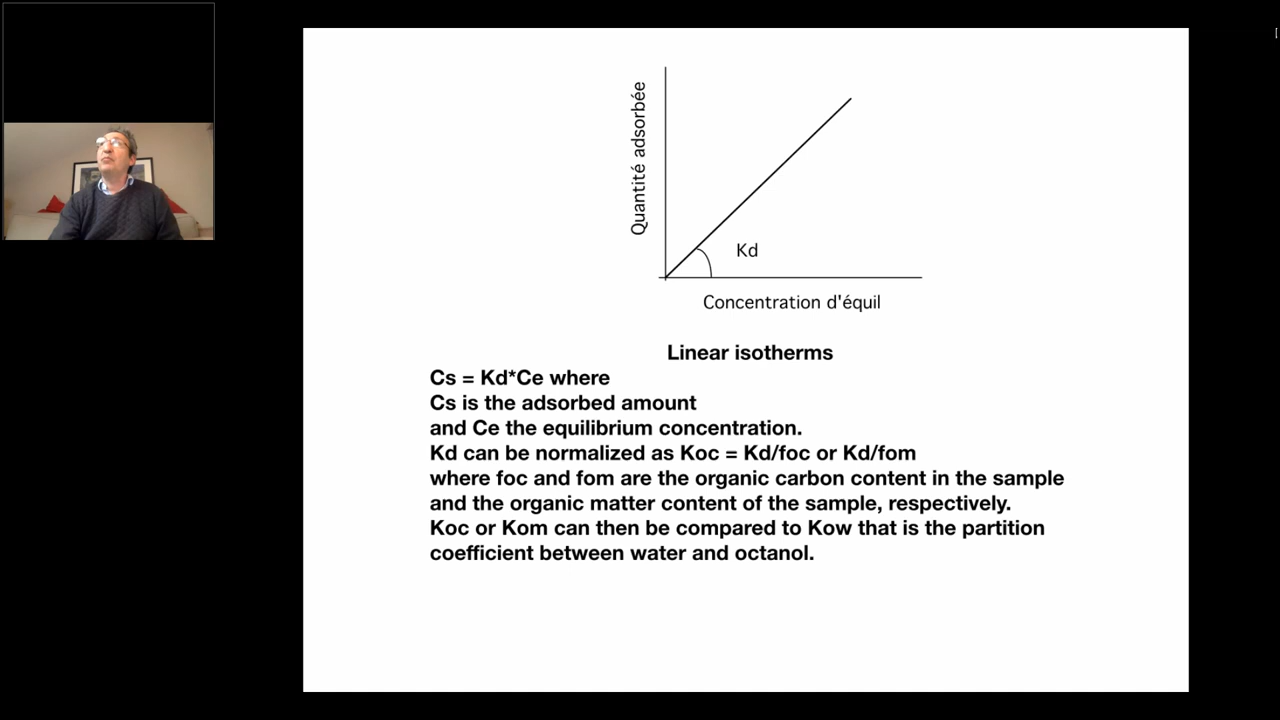 Quantité adsorbée
Kd
Concentration d'équil
Linear isotherms
Cs = Kd*Ce where
Cs is the adsorbed amount
and Ce the equilibrium concentration.
Kd can be normalized as Koc = Kd/foc or Kd/fom
where foc and fom are the organic carbon content in the sample
and the organic matter content of the sample, respectively.
Koc or Kom can then be compared to Kow that is the partition
coefficient between water and octanol.